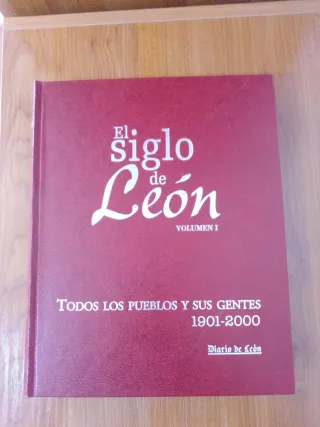 El
siglo
de
León
VOLUMEN I
TODOS LOS PUEBLOS Y SUS GENTES
1901-2000
Diario de León